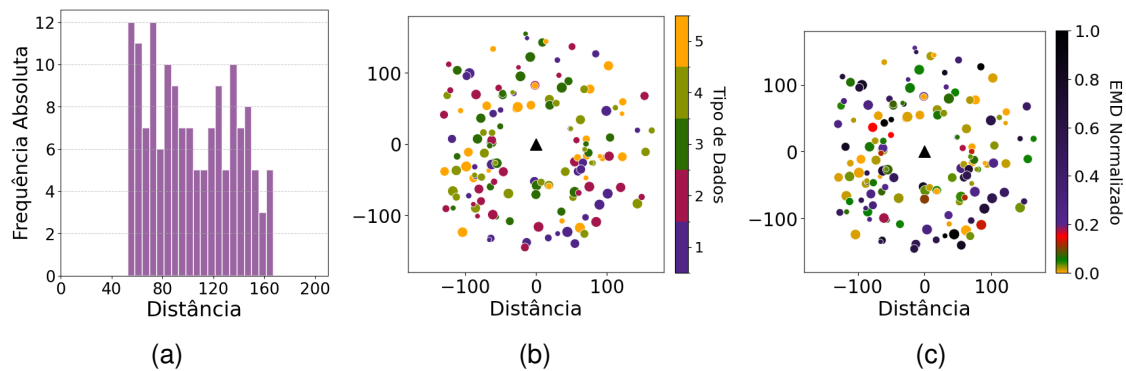 12
10
8
6
4
2
0
Frequência Absoluta
0 40 80 120 160 200
Distância
(a)
100
0
−100
−100 0 100
Distância
5
4
3
2
1
Tipo de Dados
(b)
100
0
−100
−100 0 100
Distância
1.0
0.8
0.6
0.4
0.2
0.0
EMD Normalizado
(c)